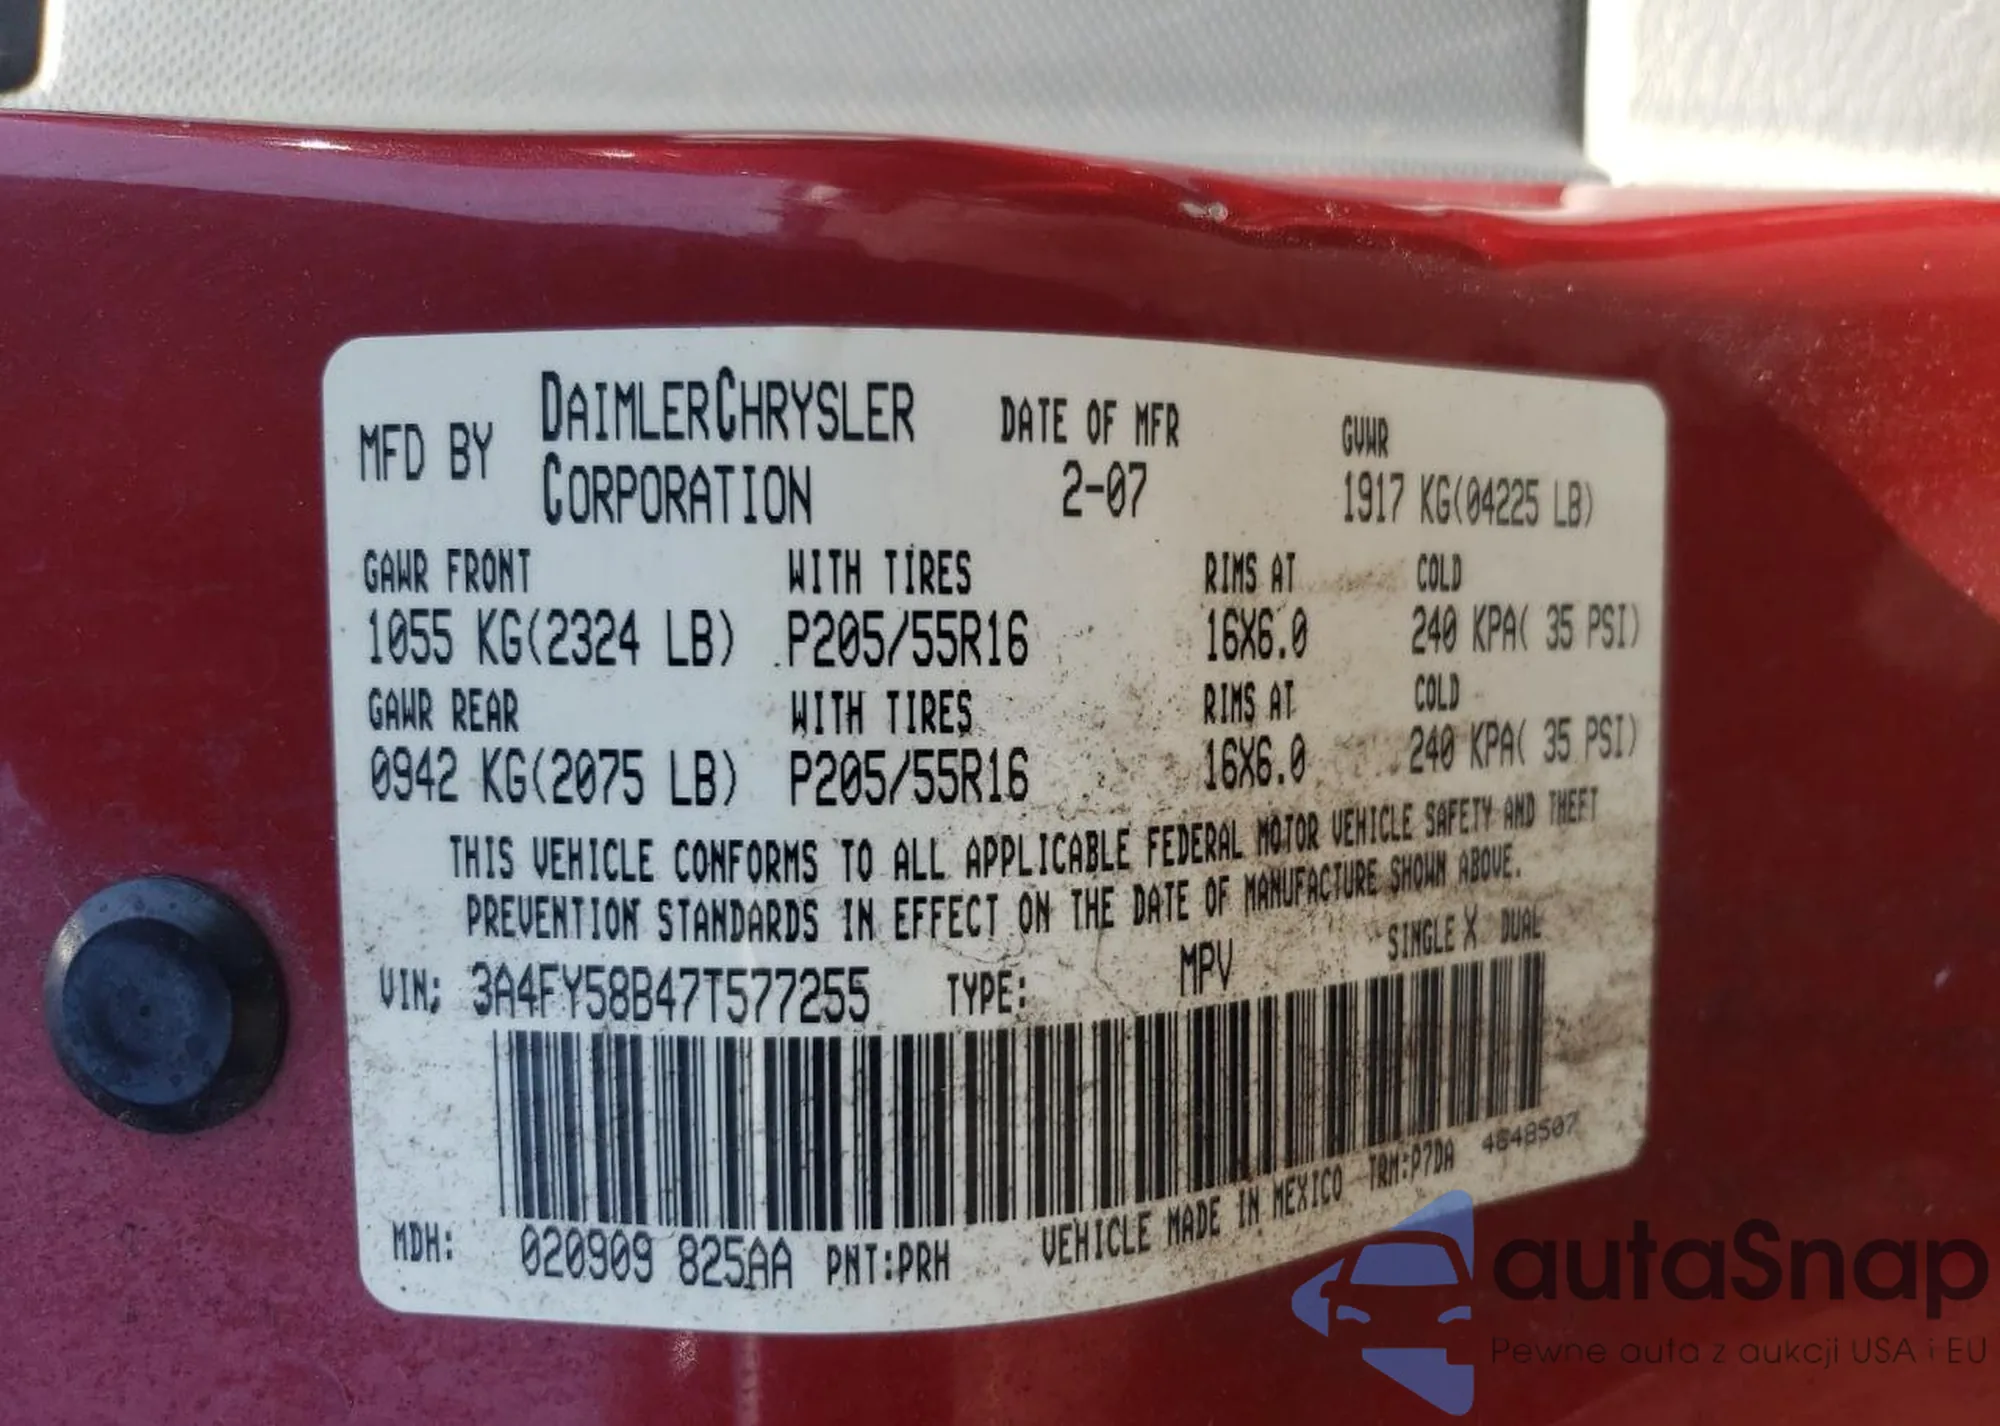 MFD BY DAIMLERCHRYSLER CORPORATION DATE OF MFR 2-07 GVWR 1917 KG(04225 LB)
GAWR FRONT WITH TIRES RIMS AT COLD
1055 KG(2324 LB) P205/55R16 16X6.0 240 KPA( 35 PSI)
GAWR REAR WITH TIRES RIMS AT COLD
0942 KG(2075 LB) P205/55R16 16X6.0 240 KPA( 35 PSI)
THIS VEHICLE CONFORMS TO ALL APPLICABLE FEDERAL MOTOR VEHICLE SAFETY AND THEFT
PREVENTION STANDARDS IN EFFECT ON THE DATE OF MANUFACTURE SHOWN ABOVE.
VIN: 3A4FY58B47T577255 TYPE: MPV SINGLE X DUAL
MDH: 020909 825AA PNT:PRH VEHICLE MADE IN MEXICO TRM:P7DA 4648507
autaSnap
Pewne auta z aukcji USA i EU